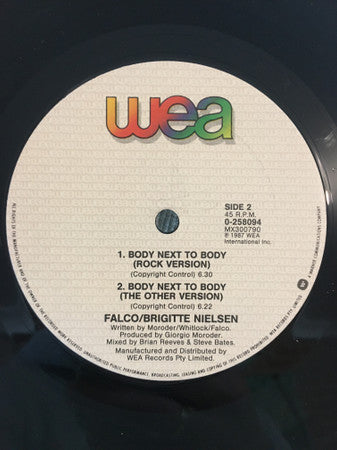 wea
SIDE 2
45 R.P.M.
0-258094
MX300790
℗ 1987 WEA
International Inc.
1. BODY NEXT TO BODY
(ROCK VERSION)
(Copyright Control) 6.30
2. BODY NEXT TO BODY
(THE OTHER VERSION)
(Copyright Control) 6.22
FALCO/BRIGITTE NIELSEN
Written by Moroder/Whitlock/Falco.
Produced by Giorgio Moroder.
Mixed by Brian Reeves & Steve Bates.
Manufactured and Distributed by
WEA Records Pty Limited.